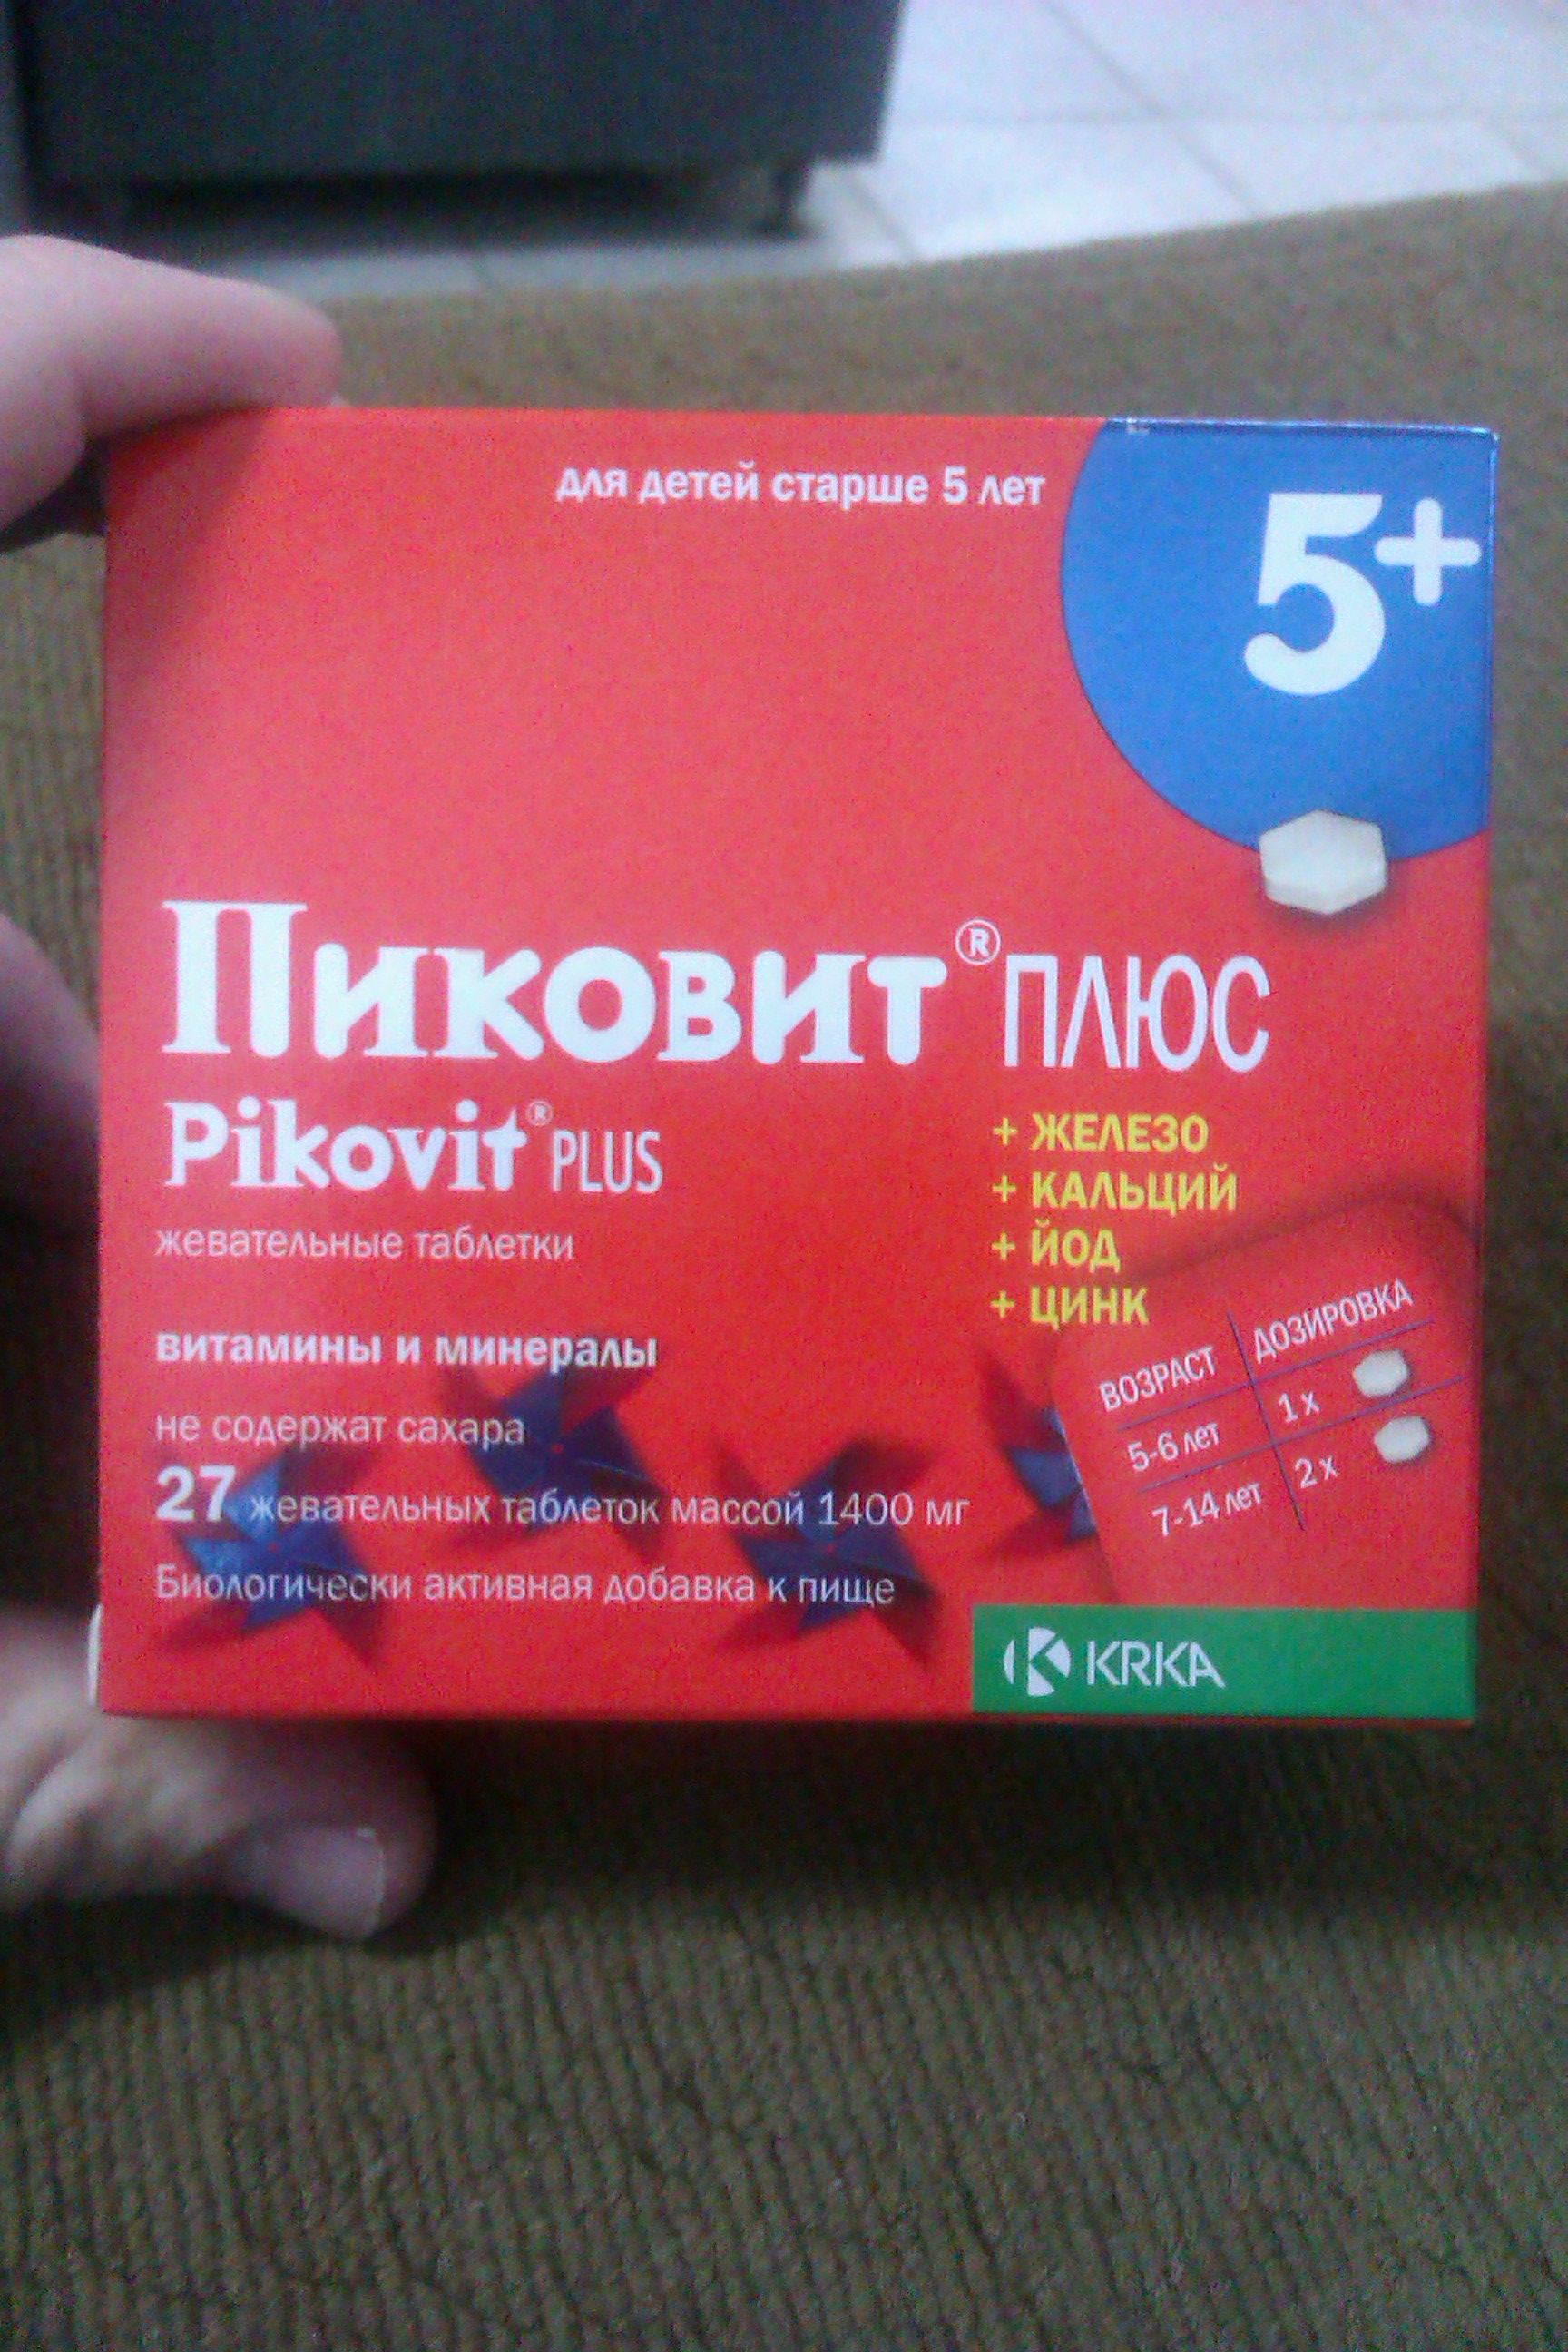 для детей старше 5 лет
5+
Пиковит® ПЛЮС
Pikovit® PLUS
жевательные таблетки
+ ЖЕЛЕЗО
+ КАЛЬЦИЙ
+ ЙОД
+ ЦИНК
витамины и минералы
не содержат сахара
27 жевательных таблеток массой 1400 мг
Биологически активная добавка к пище
ВОЗРАСТ ДОЗИРОВКА
5-6 лет 1 x
7-14 лет 2 x
KRKA